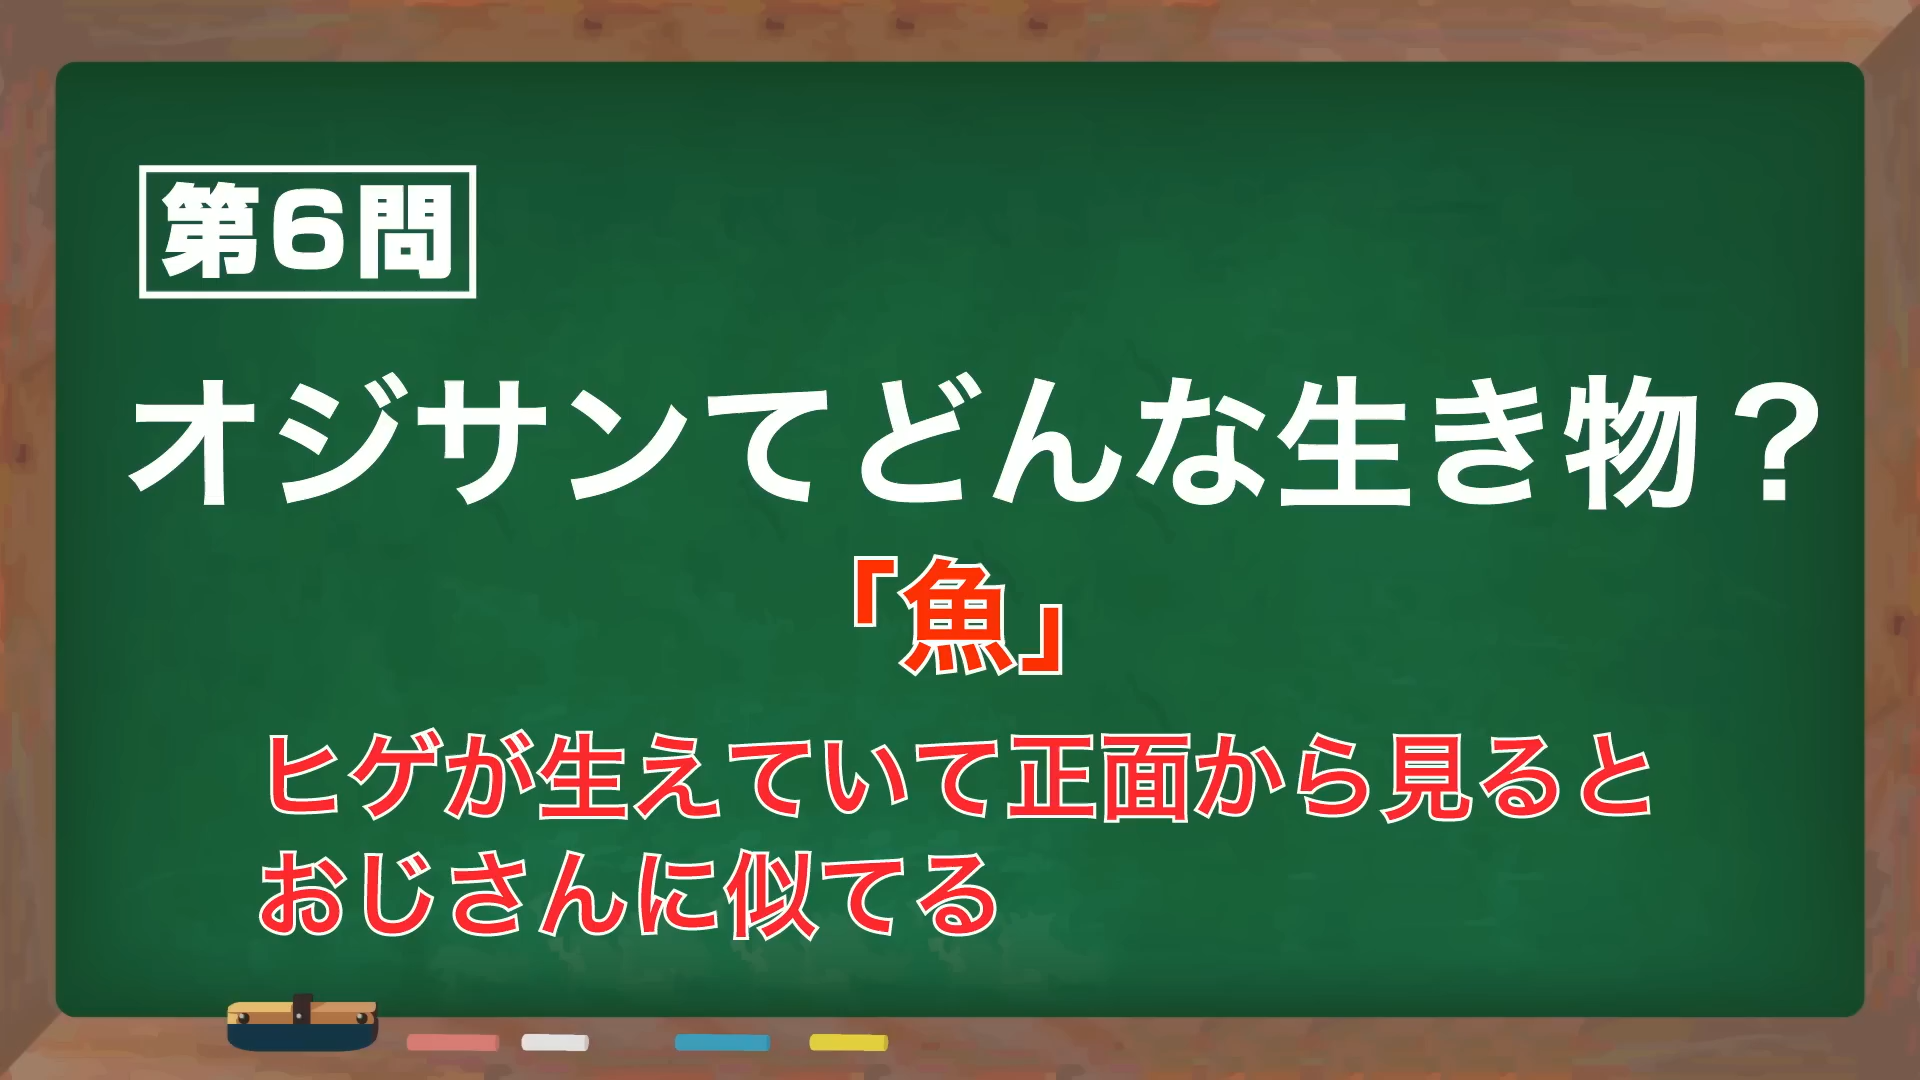 第6問
オジサンてどんな生き物？
「魚」
ヒゲが生えていて正面から見ると
おじさんに似てる